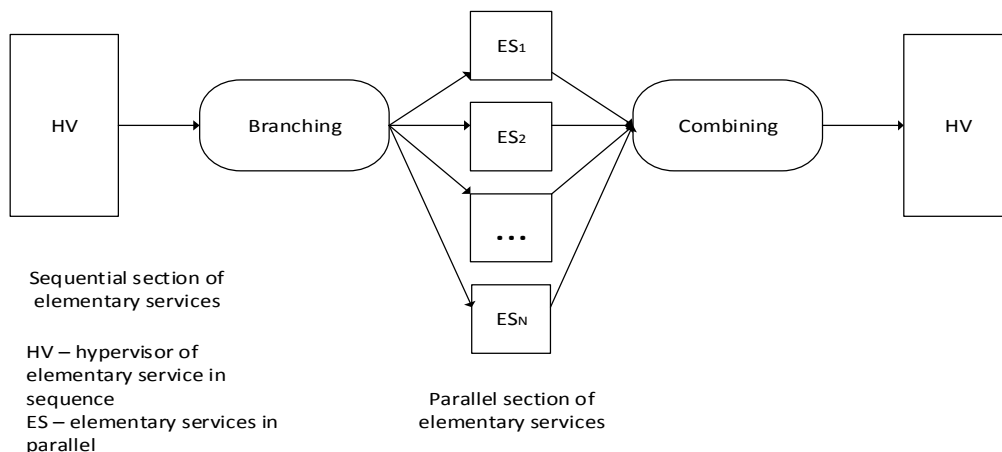 HV
Branching
ES₁
ES₂
...
ES_N
Combining
HV
Sequential section of
elementary services
HV – hypervisor of
elementary service in
sequence
ES – elementary services in
parallel
Parallel section of
elementary services